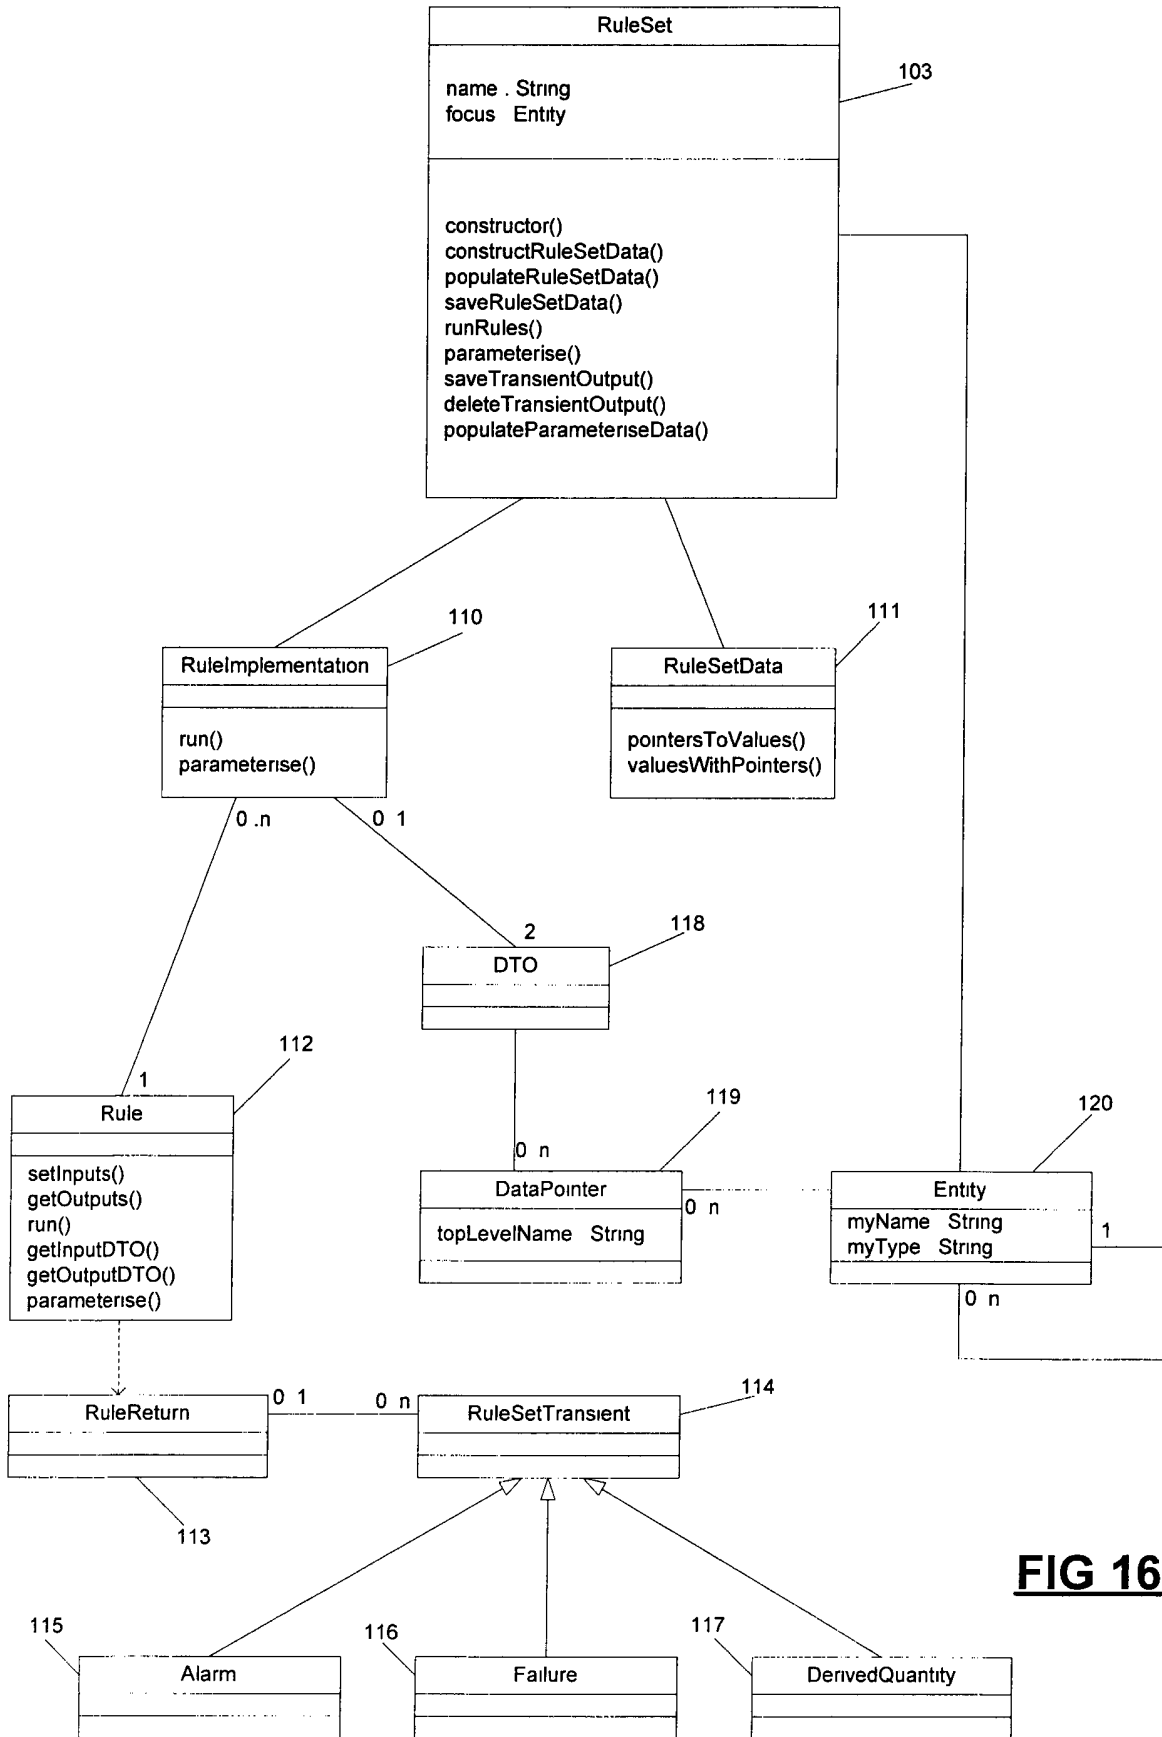 RuleSet
103
name . String
focus Entity
constructor()
constructRuleSetData()
populateRuleSetData()
saveRuleSetData()
runRules()
parameterise()
saveTransientOutput()
deleteTransientOutput()
populateParameteriseData()
110
111
RuleImplementation
RuleSetData
run()
parameterise()
pointersToValues()
valuesWithPointers()
0 .n
0 1
2
118
DTO
112
1
119
120
Rule
0 n
setInputs()
getOutputs()
run()
getInputDTO()
getOutputDTO()
parameterise()
DataPointer
0 n
topLevelName String
Entity
myName String
myType String
1
0 n
RuleReturn
0 1
0 n
RuleSetTransient
114
113
FIG 16
115
116
117
Alarm
Failure
DerivedQuantity